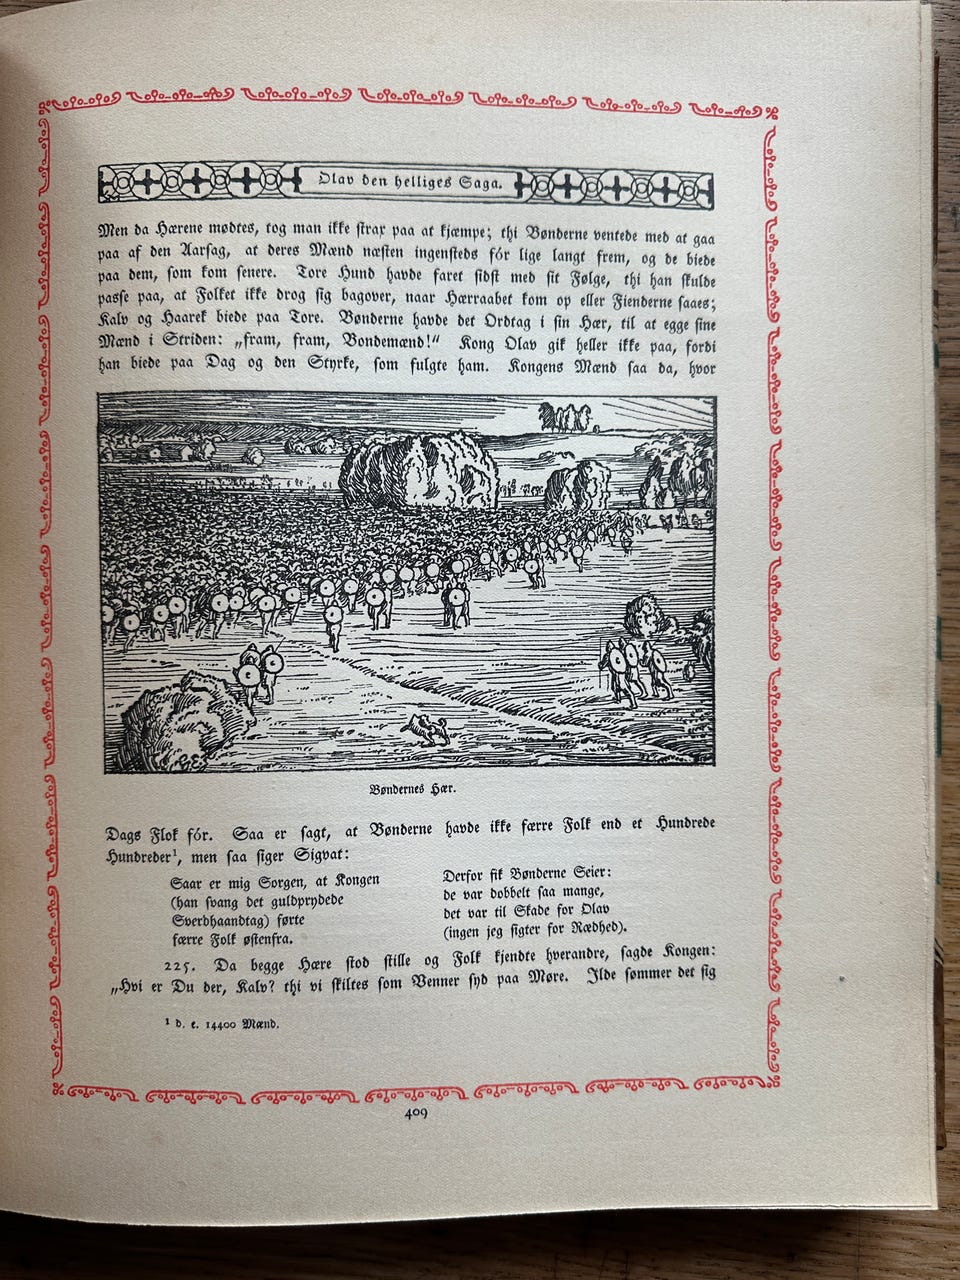 Olav den helliges Saga.
Men da Hærene mødtes, tog man ikke strax paa at kjæmpe; thi Bønderne ventede med at gaa
paa af den Aarsag, at deres Mænd næsten ingensteds fór lige langt frem, og de biede
paa dem, som kom senere. Tore Hund havde faret sidst med sit Følge, thi han skulde
passe paa, at Folket ikke drog sig bagover, naar Hærraabet kom op eller Fienderne saaes;
Kalv og Haarek biede paa Tore. Bønderne havde det Ordtag i sin Hær, til at egge sine
Mænd i Striden: „fram, fram, Bondemænd!“ Kong Olav gik heller ikke paa, fordi
han biede paa Dag og den Styrke, som fulgte ham. Kongens Mænd saa da, hvor
Bøndernes Hær.
Dags Flok fór. Saa er sagt, at Bønderne havde ikke færre Folk end et Hundrede
Hundreder¹, men saa siger Sigvat:
Saar er mig Sorgen, at Kongen
(han svang det guldprydede
Sverdhaandtag) førte
færre Folk østenfra.
Derfor fik Bønderne Seier:
de var dobbelt saa mange,
det var til Skade for Olav
(ingen jeg sigter for Rædhed).
225. Da begge Hære stod stille og Folk kjendte hverandre, sagde Kongen:
„Hvi er Du der, Kalv? thi vi skiltes som Venner syd paa Møre. Ilde sømmer det sig
¹ d. e. 14400 Mænd.
409